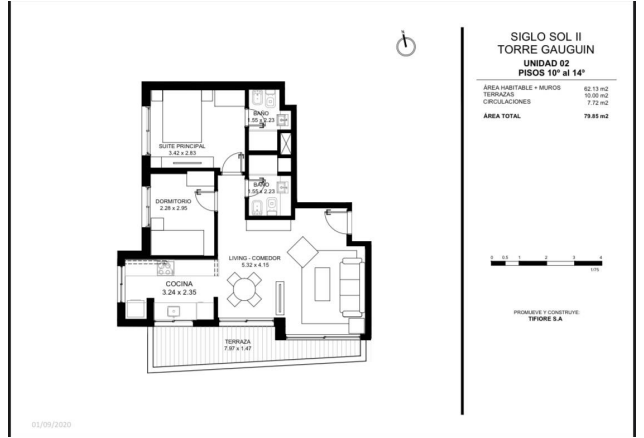 SIGLO SOL II
TORRE GAUGUIN
UNIDAD 02
PISOS 10º al 14º
ÁREA HABITABLE + MUROS 62.13 m2
TERRAZAS 10.00 m2
CIRCULACIONES 7.72 m2
ÁREA TOTAL 79.85 m2
BAÑO
1.55 x 2.23
SUITE PRINCIPAL
3.42 x 2.83
BAÑO
1.55 x 2.23
DORMITORIO
2.28 x 2.95
LIVING - COMEDOR
5.32 x 4.15
COCINA
3.24 x 2.35
TERRAZA
7.97 x 1.47
0 0.5 1 2 3 4
1/75
PROMUEVE Y CONSTRUYE:
TIFIORE S.A
01/09/2020